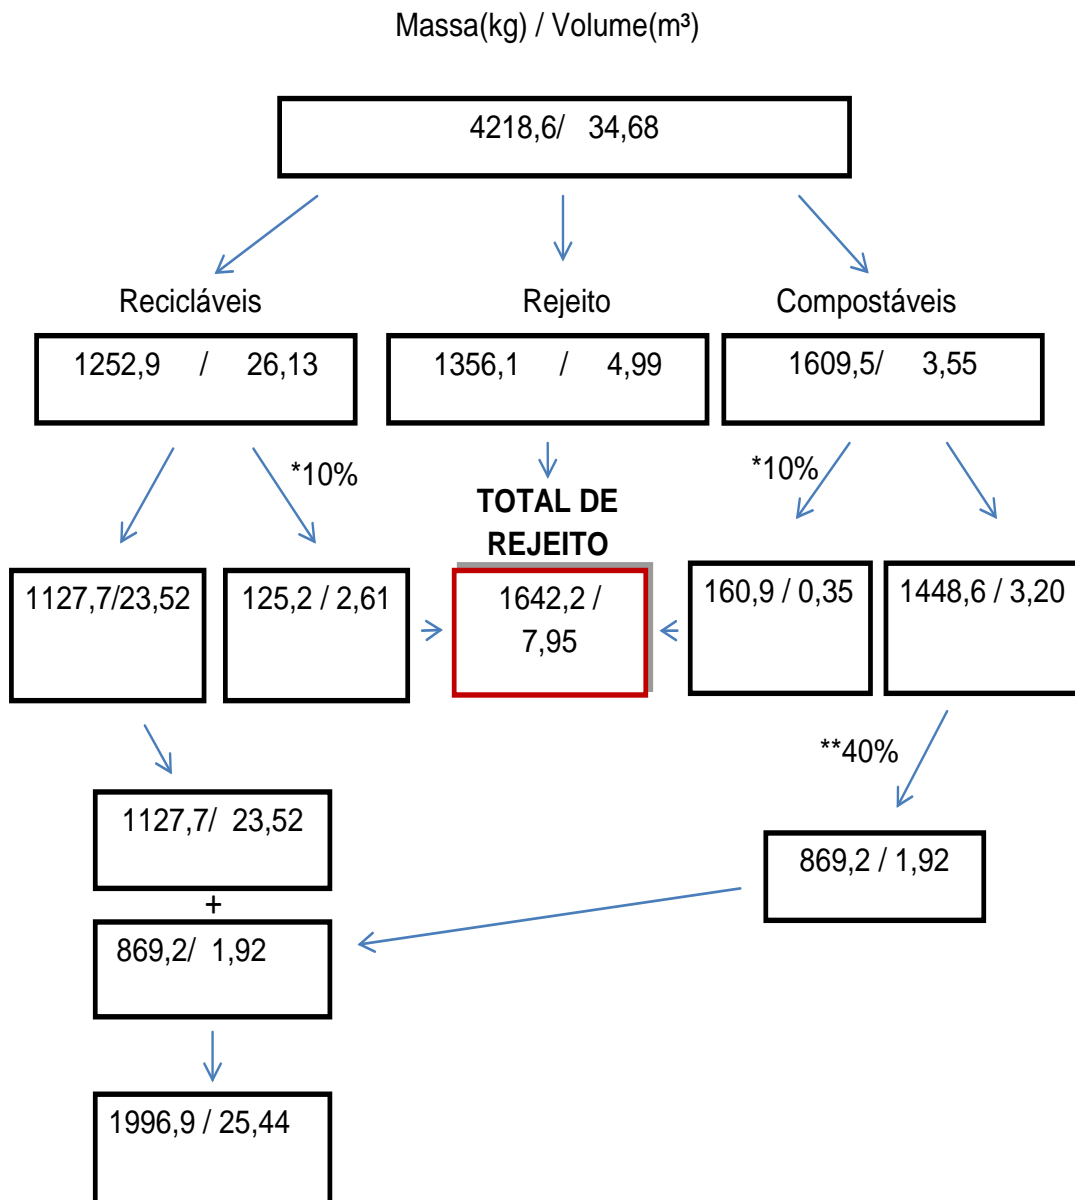 Massa(kg) / Volume(m³)
4218,6/ 34,68
Recicláveis
Rejeito
Compostáveis
1252,9 / 26,13
1356,1 / 4,99
1609,5/ 3,55
*10%
*10%
TOTAL DE
REJEITO
1127,7/23,52
125,2 / 2,61
1642,2 /
7,95
160,9 / 0,35
1448,6 / 3,20
**40%
1127,7/ 23,52
869,2 / 1,92
+
869,2/ 1,92
1996,9 / 25,44